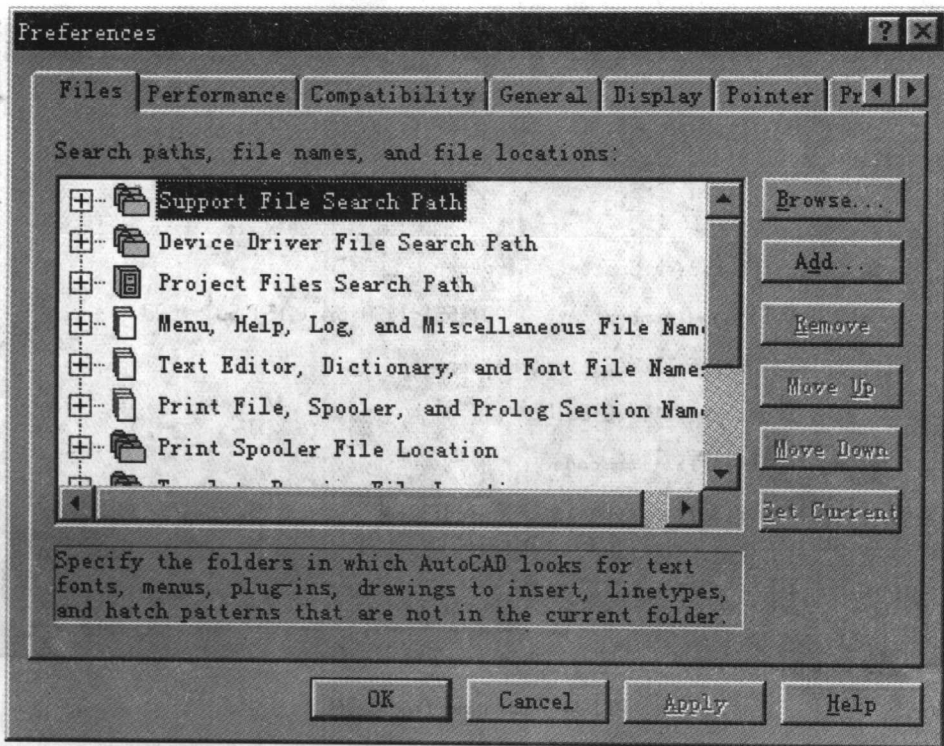 Preferences
Files Performance Compatibility General Display Pointer Pr
Search paths, file names, and file locations:
Support File Search Path
Device Driver File Search Path
Project Files Search Path
Menu, Help, Log, and Miscellaneous File Nam
Text Editor, Dictionary, and Font File Name
Print File, Spooler, and Prolog Section Nam
Print Spooler File Location
Browse...
Add...
Remove
Move Up
Move Down
Set Current
Specify the folders in which AutoCAD looks for text
fonts, menus, plug-ins, drawings to insert, linetypes,
and hatch patterns that are not in the current folder.
OK Cancel Apply Help